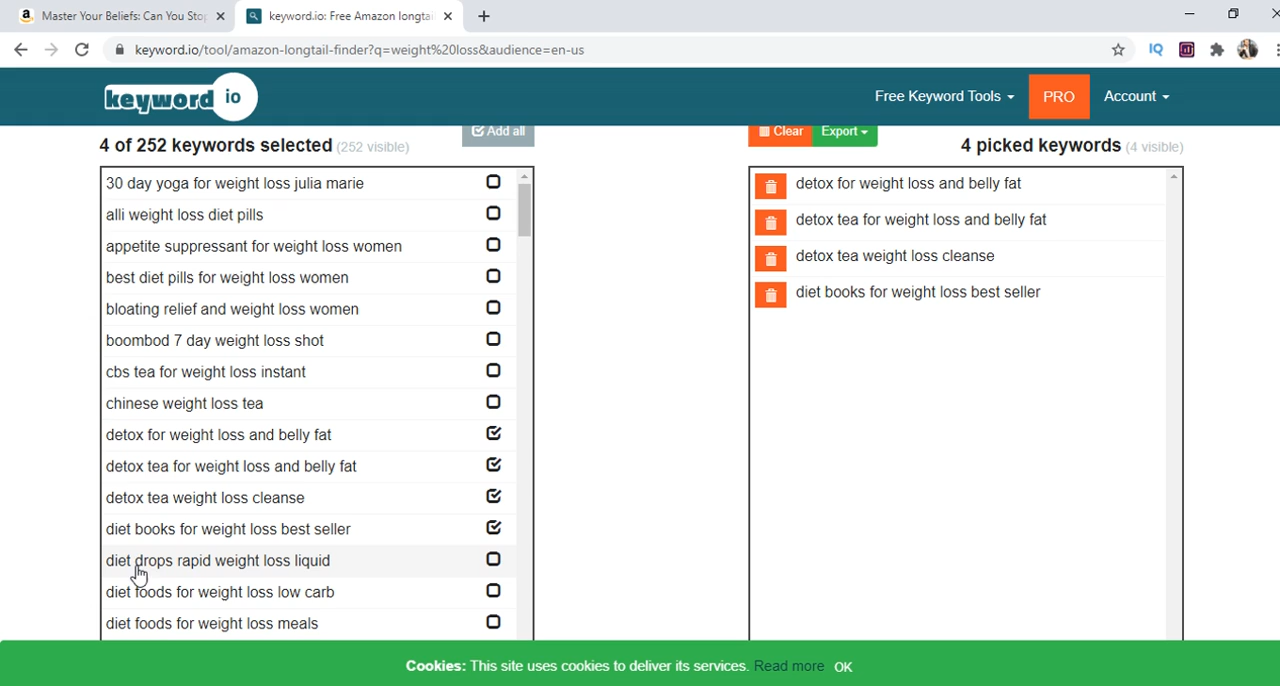 a Master Your Beliefs: Can You Stop
keyword.io: Free Amazon longtai
keyword.io/tool/amazon-longtail-finder?q=weight%20loss&audience=en-us
IQ
keyword io
Free Keyword Tools
PRO
Account
4 of 252 keywords selected (252 visible)
Add all
Clear
Export
4 picked keywords (4 visible)
30 day yoga for weight loss julia marie
alli weight loss diet pills
appetite suppressant for weight loss women
best diet pills for weight loss women
bloating relief and weight loss women
boombod 7 day weight loss shot
cbs tea for weight loss instant
chinese weight loss tea
detox for weight loss and belly fat
detox tea for weight loss and belly fat
detox tea weight loss cleanse
diet books for weight loss best seller
diet drops rapid weight loss liquid
diet foods for weight loss low carb
diet foods for weight loss meals
detox for weight loss and belly fat
detox tea for weight loss and belly fat
detox tea weight loss cleanse
diet books for weight loss best seller
Cookies: This site uses cookies to deliver its services. Read more OK